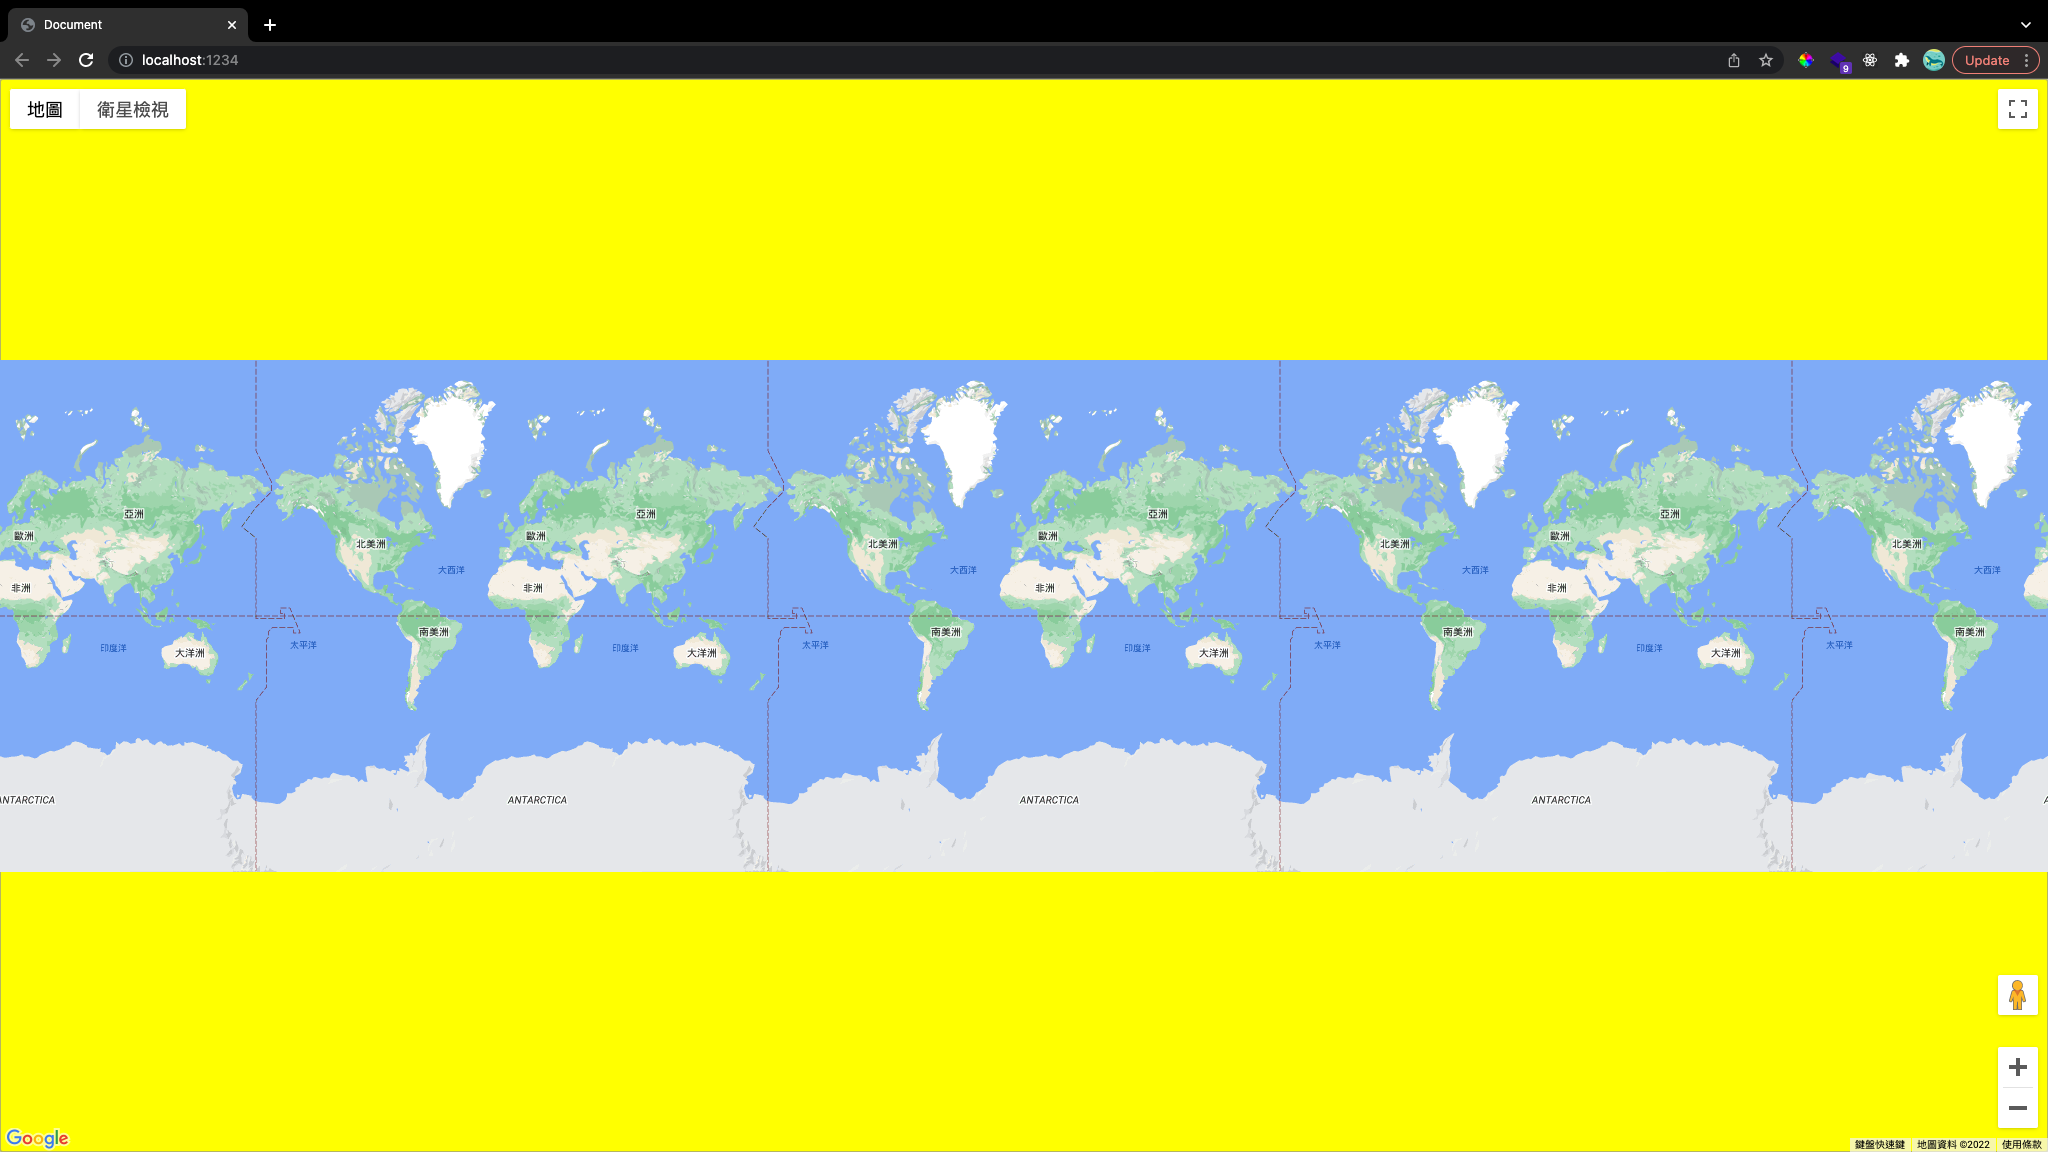 Document
localhost:1234
9
Update
地圖 衛星檢視
亞洲 亞洲 亞洲 亞洲
歐洲 歐洲 歐洲 歐洲
北美洲 北美洲 北美洲 北美洲
大西洋 大西洋 大西洋 大西洋
非洲 非洲 非洲 非洲
南美洲 南美洲 南美洲 南美洲
太平洋 太平洋 太平洋 太平洋
印度洋 印度洋 印度洋 印度洋
大洋洲 大洋洲 大洋洲 大洋洲
ANTARCTICA ANTARCTICA ANTARCTICA ANTARCTICA
Google
鍵盤快速鍵 地圖資料 ©2022 使用條款